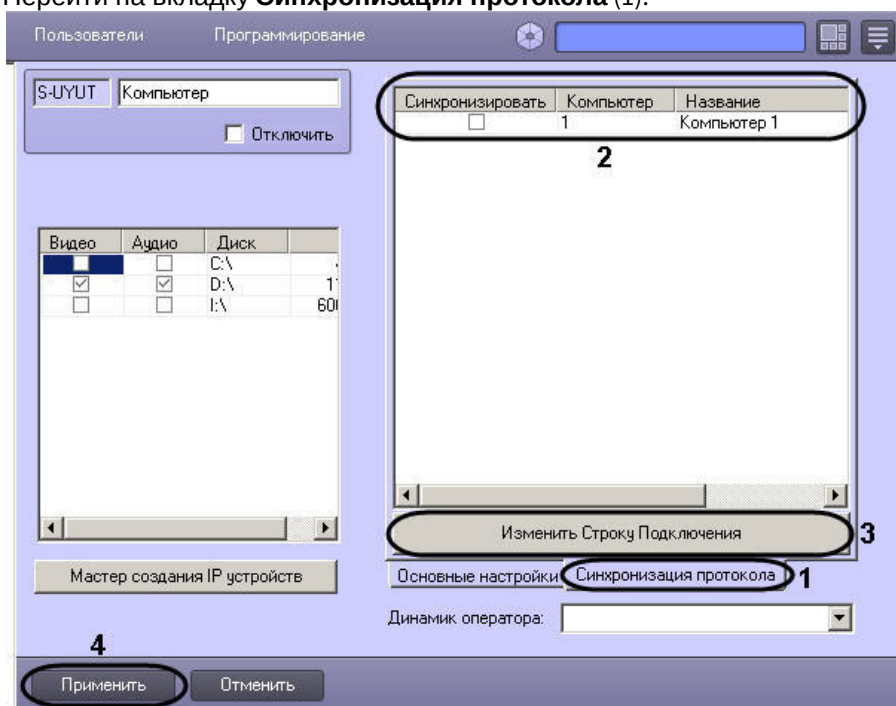 Перейти на вкладку Синхронизация протокола (1).
Пользователи Программирование
S-UYUT Компьютер
Отключить
Синхронизировать Компьютер Название
1 Компьютер 1
2
Видео Аудио Диск
C:\
D:\ 1
I:\ 60
Изменить Строку Подключения 3
Мастер создания IP устройств
Основные настройки Синхронизация протокола 1
Динамик оператора:
4
Применить Отменить